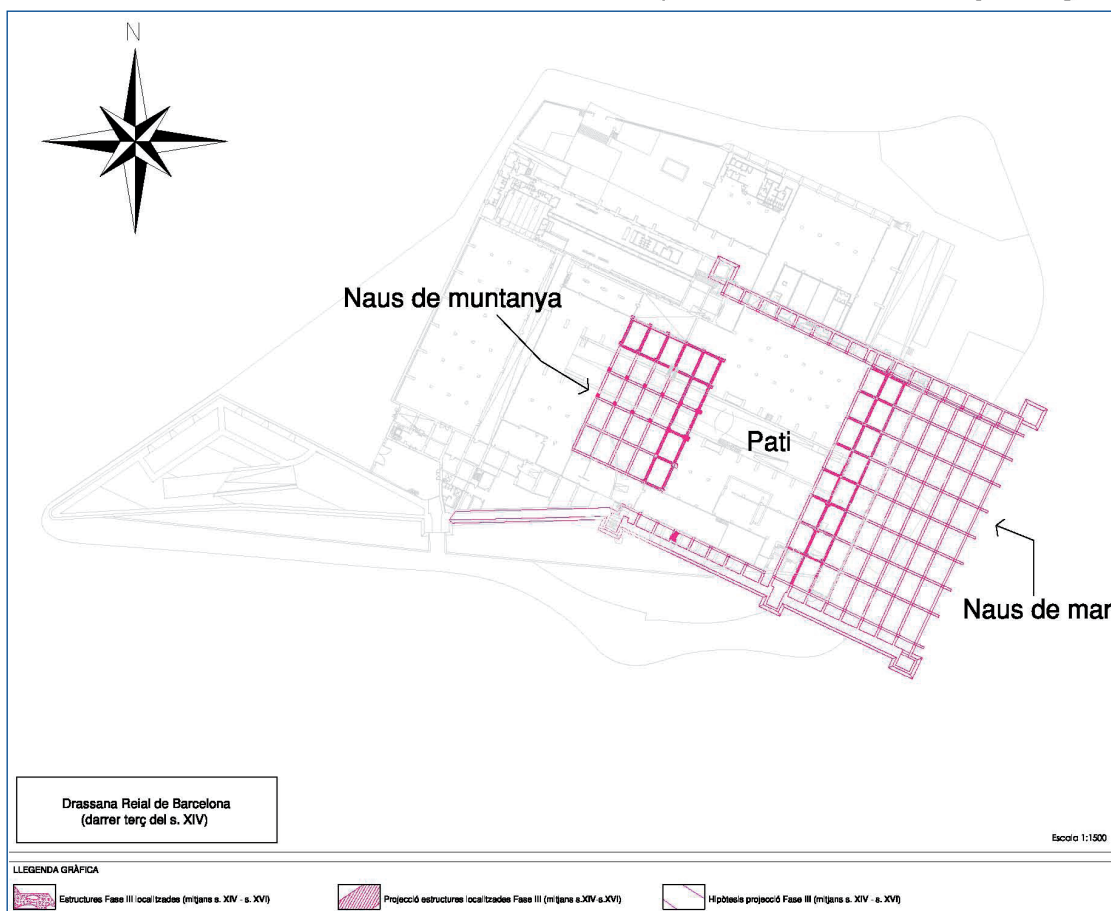 N
Naus de muntanya
Pati
Naus de mar
Drassana Reial de Barcelona
(darrer terç del s. XIV)
Escala 1:1500
LLEGENDA GRÀFICA
Estructures Fase III localitzades (mitjans s. XIV - s. XVI)
Projecció estructures localitzades Fase III (mitjans s.XIV-s.XVI)
Hipòtesis projecció Fase III (mitjans s. XIV - s. XVI)